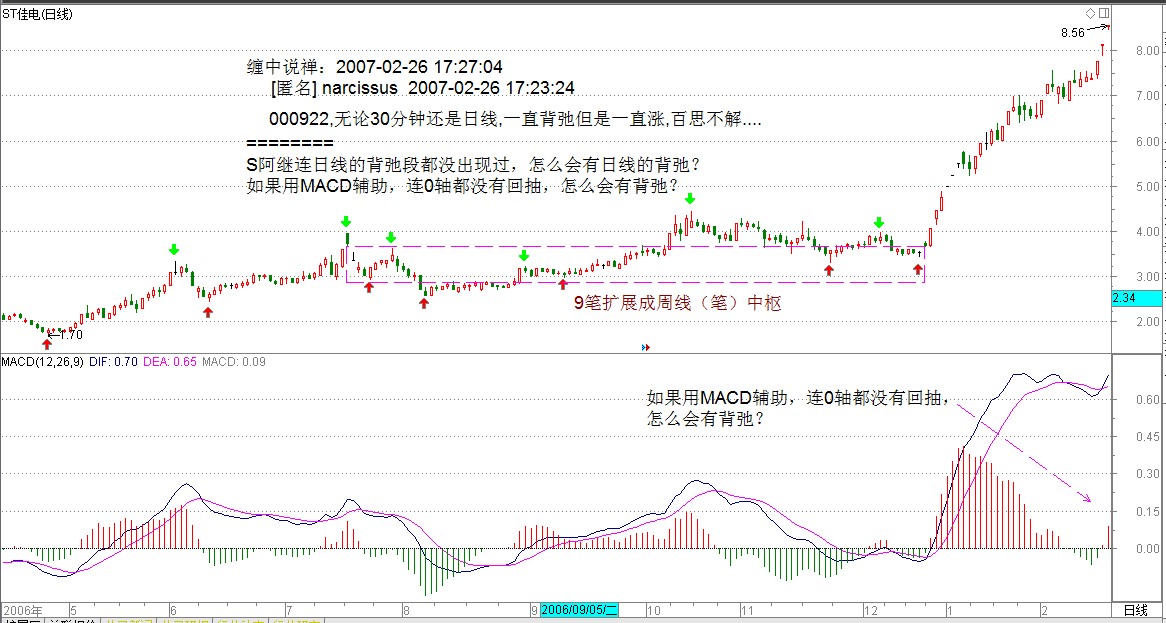 ST佳电(日线)
8.56
缠中说禅：2007-02-26 17:27:04
[匿名] narcissus 2007-02-26 17:23:24
000922,无论30分钟还是日线,一直背弛但是一直涨,百思不解....
========
S阿继连日线的背弛段都没出现过，怎么会有日线的背弛？
如果用MACD辅助，连0轴都没有回抽，怎么会有背弛？
8.00
7.00
6.00
5.00
4.00
3.00
2.34
2.00
9笔扩展成周线（笔）中枢
1.70
MACD(12,26,9) DIF: 0.70 DEA: 0.65 MACD: 0.09
如果用MACD辅助，连0轴都没有回抽，
怎么会有背弛？
0.60
0.45
0.30
0.15
0.00
2006年 5 6 7 8 9 2006/09/05/二 10 11 12 1 2 日线